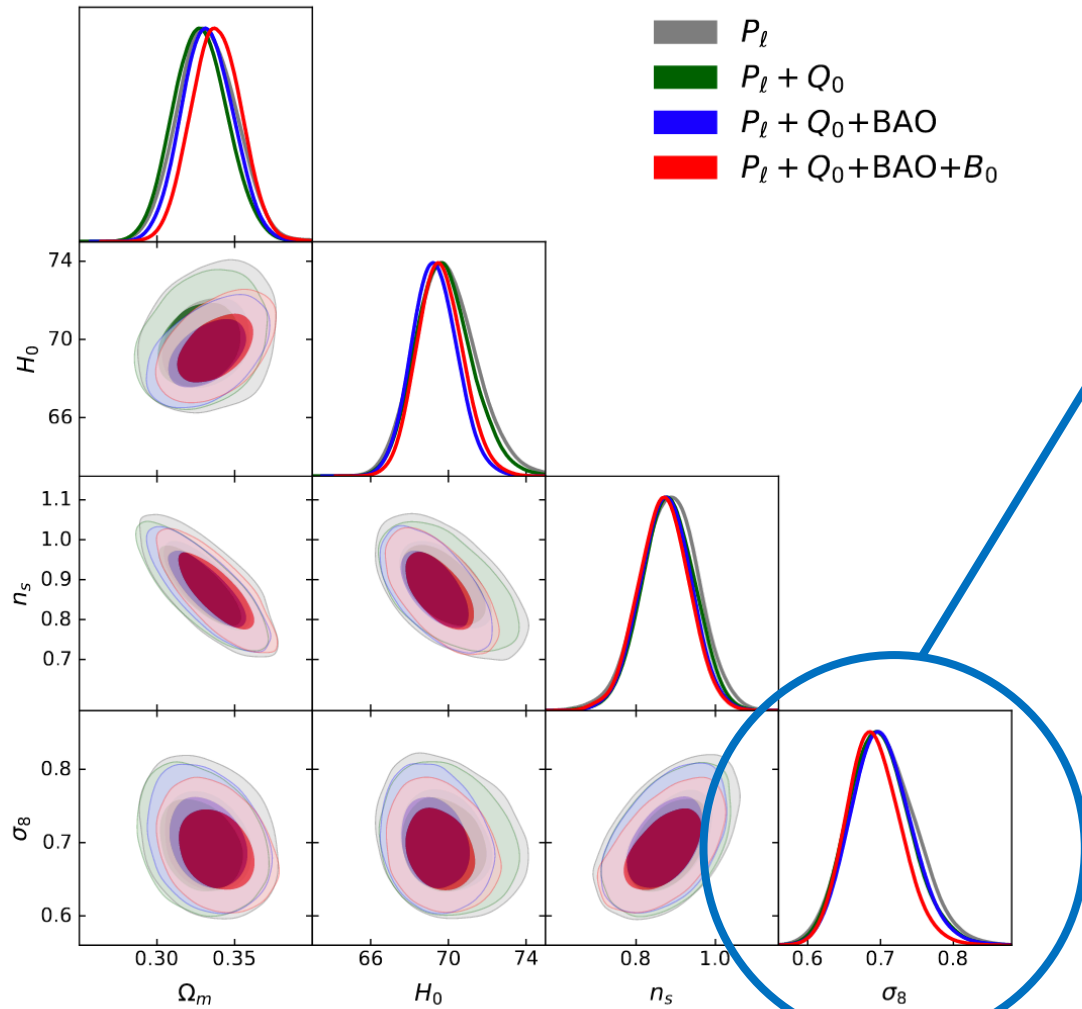 P_ℓ
P_ℓ + Q_0
P_ℓ + Q_0+BAO
P_ℓ + Q_0+BAO+B_0
74
70
66
H_0
1.1
1.0
0.9
0.8
0.7
n_s
0.8
0.7
0.6
σ_8
0.30 0.35
66 70 74
0.8 1.0
0.6 0.7 0.8
Ω_m H_0 n_s σ_8